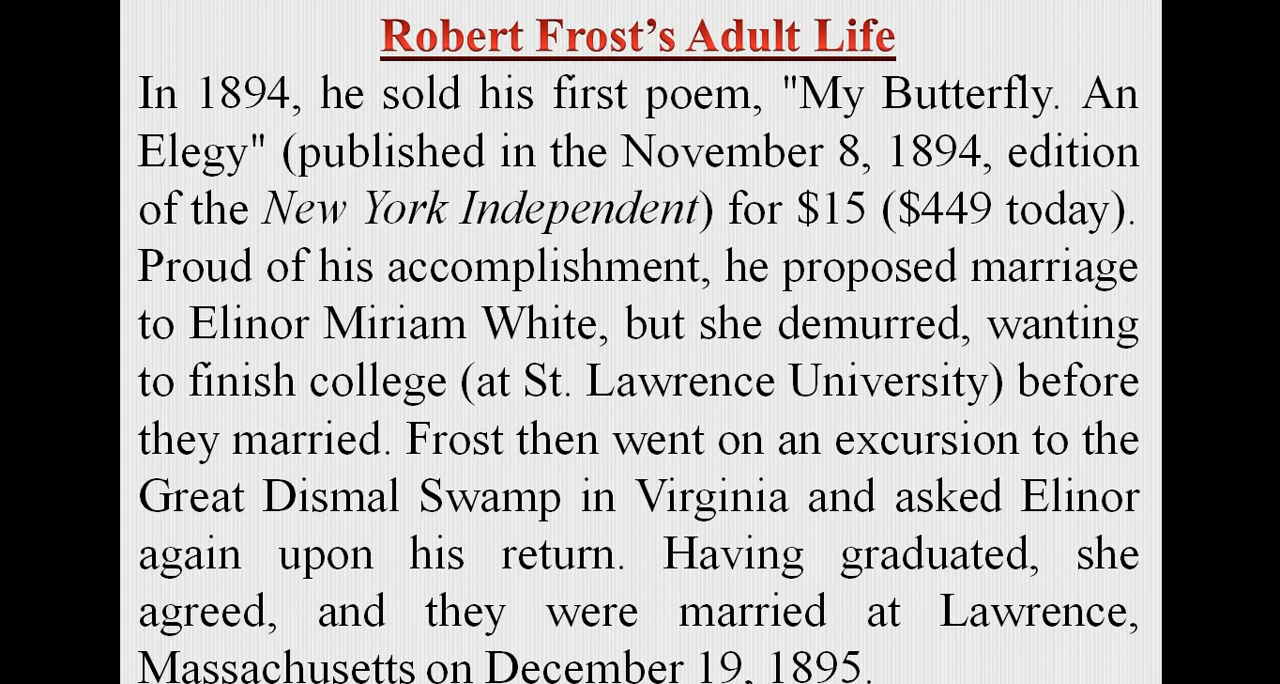 Robert Frost’s Adult Life
In 1894, he sold his first poem, "My Butterfly. An
Elegy" (published in the November 8, 1894, edition
of the New York Independent) for $15 ($449 today).
Proud of his accomplishment, he proposed marriage
to Elinor Miriam White, but she demurred, wanting
to finish college (at St. Lawrence University) before
they married. Frost then went on an excursion to the
Great Dismal Swamp in Virginia and asked Elinor
again upon his return. Having graduated, she
agreed, and they were married at Lawrence,
Massachusetts on December 19, 1895.